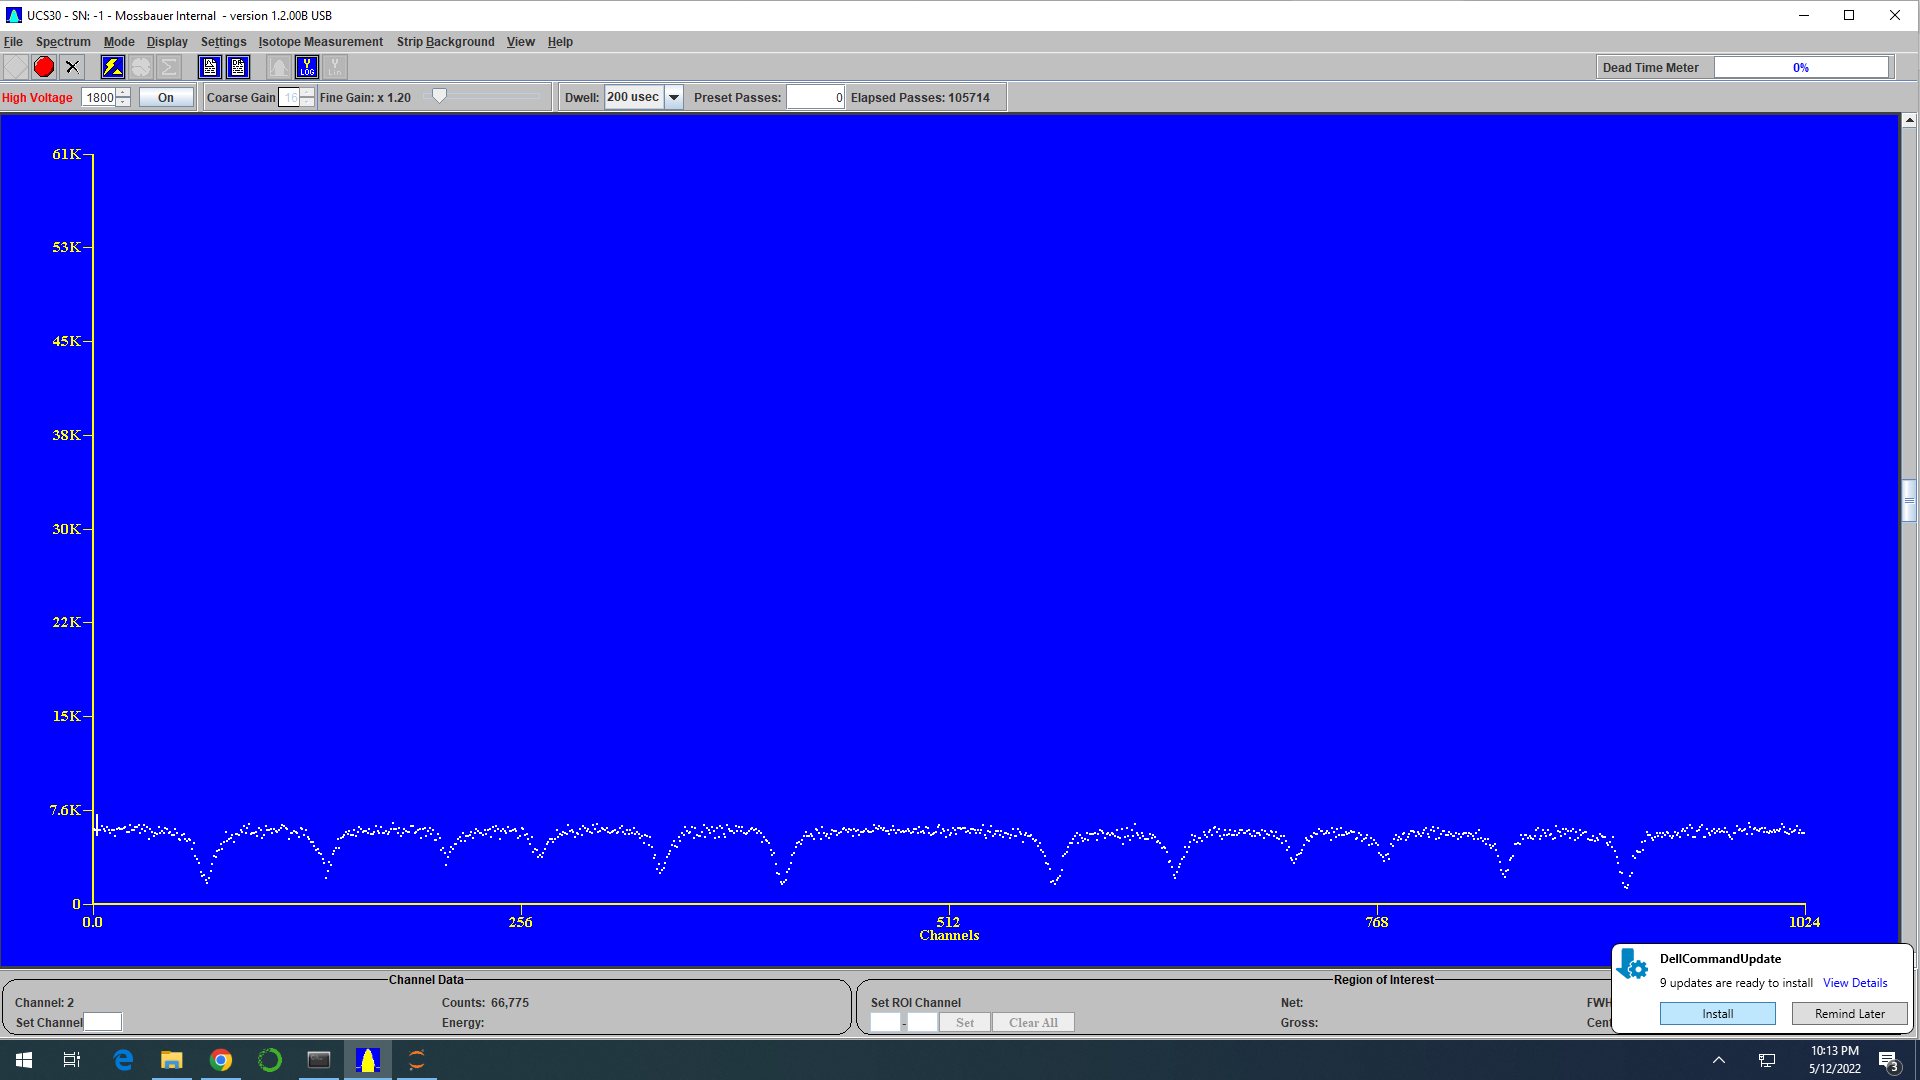 UCS30 - SN: -1 - Mossbauer Internal - version 1.2.00B USB
File Spectrum Mode Display Settings Isotope Measurement Strip Background View Help
Y LOG Y Lin
Dead Time Meter 0%
High Voltage 1800 On Coarse Gain 16 Fine Gain: x 1.20 Dwell: 200 usec Preset Passes: 0 Elapsed Passes: 105714
61K
53K
45K
38K
30K
22K
15K
7.6K
0
0.0 256 512 768 1024
Channels
DellCommandUpdate
9 updates are ready to install View Details
Install Remind Later
Channel Data
Channel: 2 Counts: 66,775
Set Channel Energy:
Region of Interest
Set ROI Channel Net: FWH
- Set Clear All Gross: Cent
10:13 PM
5/12/2022
3